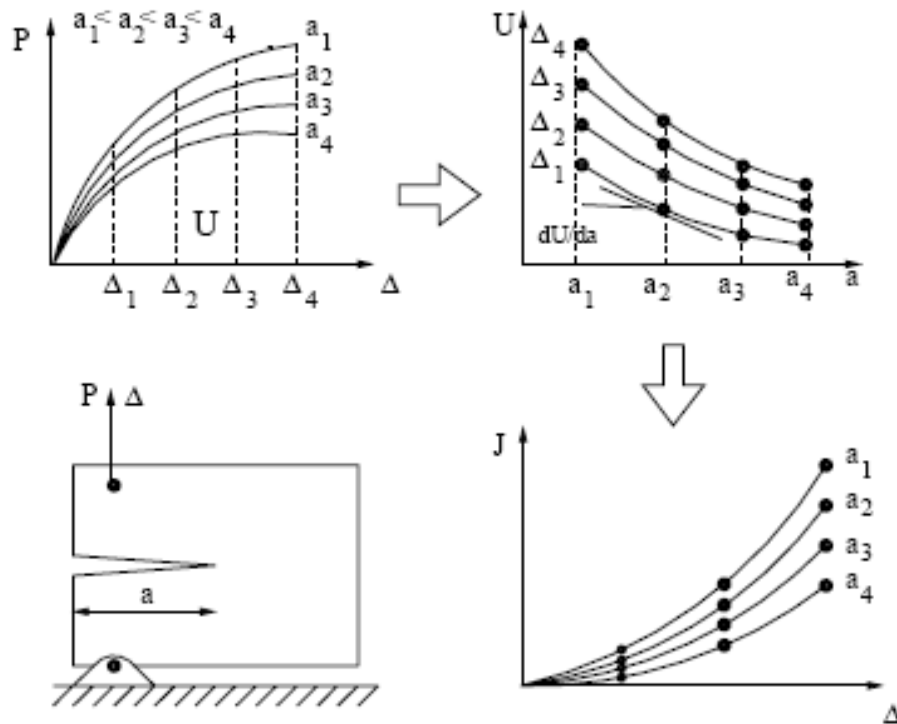 P
a₁< a₂< a₃< a₄
a₁
a₂
a₃
a₄
U
Δ₁ Δ₂ Δ₃ Δ₄ Δ
U
Δ₄
Δ₃
Δ₂
Δ₁
dU/da
a₁ a₂ a₃ a₄ a
P Δ
a
J
a₁
a₂
a₃
a₄
Δ